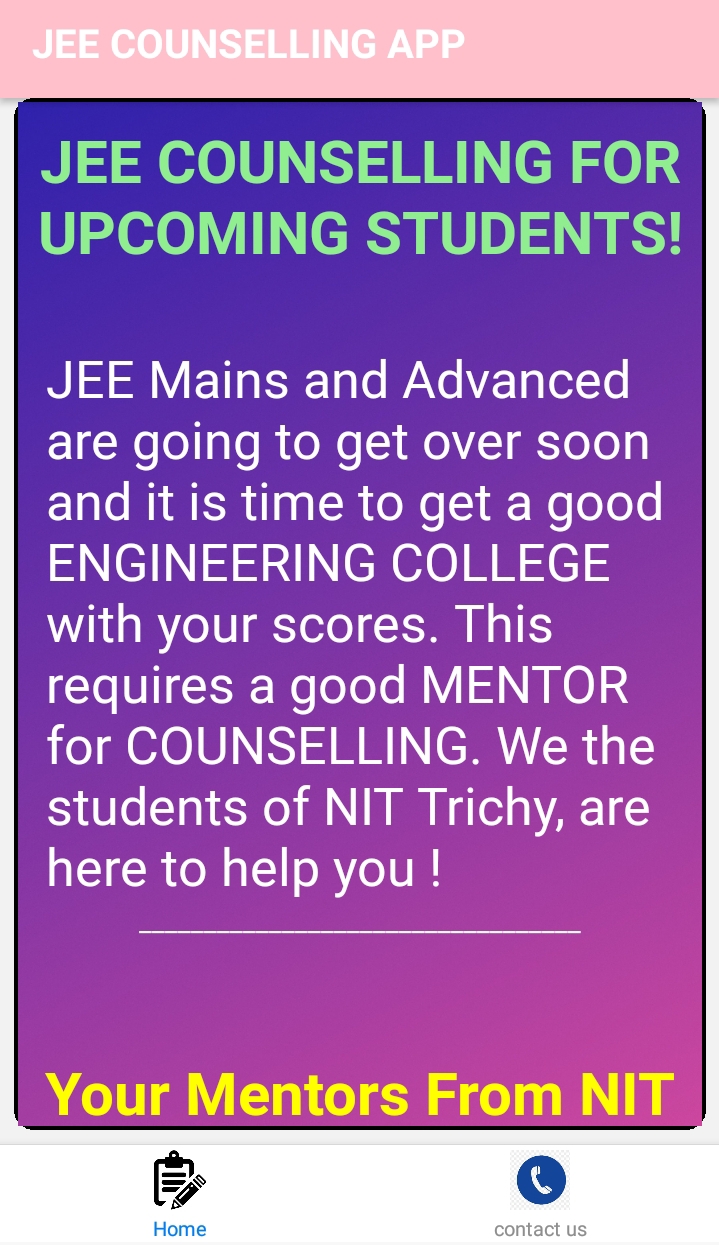 JEE COUNSELLING APP
JEE COUNSELLING FOR
UPCOMING STUDENTS!
JEE Mains and Advanced
are going to get over soon
and it is time to get a good
ENGINEERING COLLEGE
with your scores. This
requires a good MENTOR
for COUNSELLING. We the
students of NIT Trichy, are
here to help you !
__________________________________
Your Mentors From NIT
Home
contact us